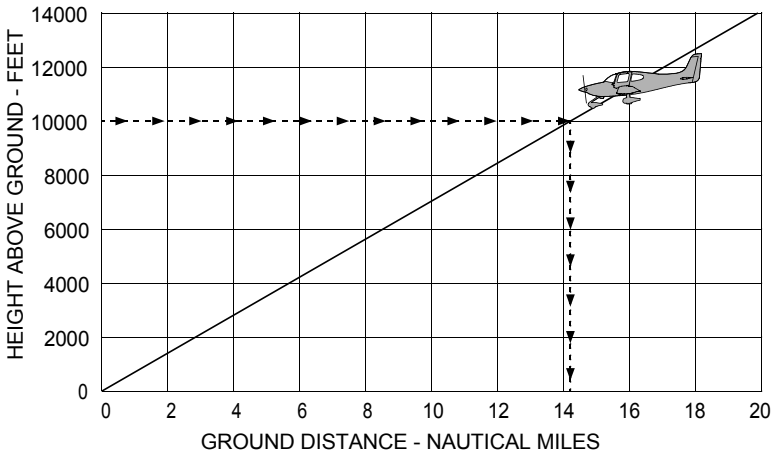 HEIGHT ABOVE GROUND - FEET
14000
12000
10000
8000
6000
4000
2000
0
0 2 4 6 8 10 12 14 16 18 20
GROUND DISTANCE - NAUTICAL MILES